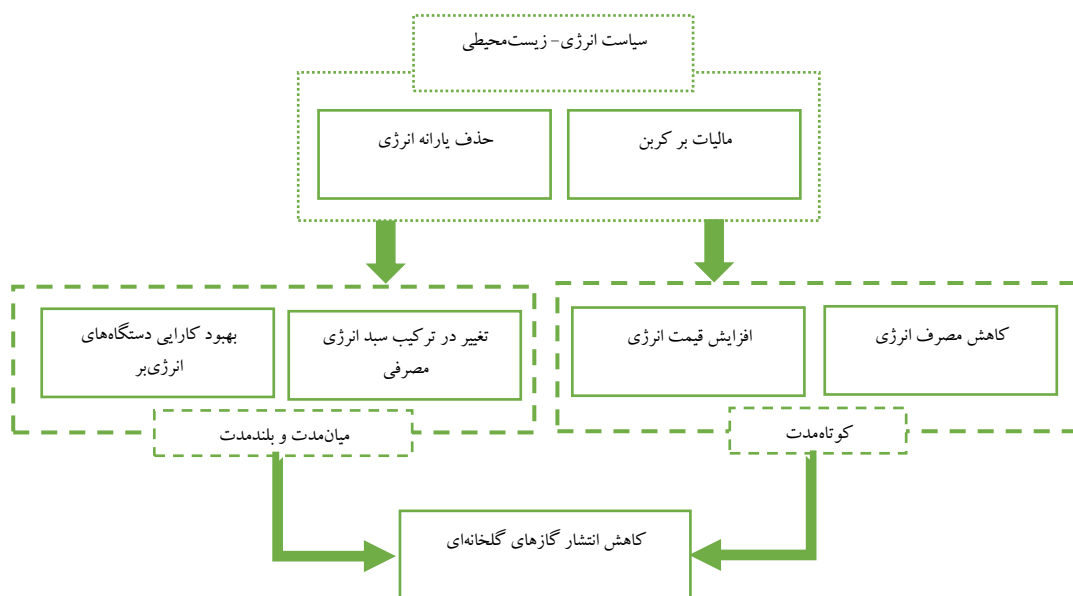 سیاست انرژی- زیست‌محیطی
مالیات بر کربن
حذف یارانه انرژی
کاهش مصرف انرژی
افزایش قیمت انرژی
تغییر در ترکیب سبد انرژی
مصرفی
بهبود کارایی دستگاه‌های
انرژی‌بر
کوتاه‌مدت
میان‌مدت و بلندمدت
کاهش انتشار گازهای گلخانه‌ای